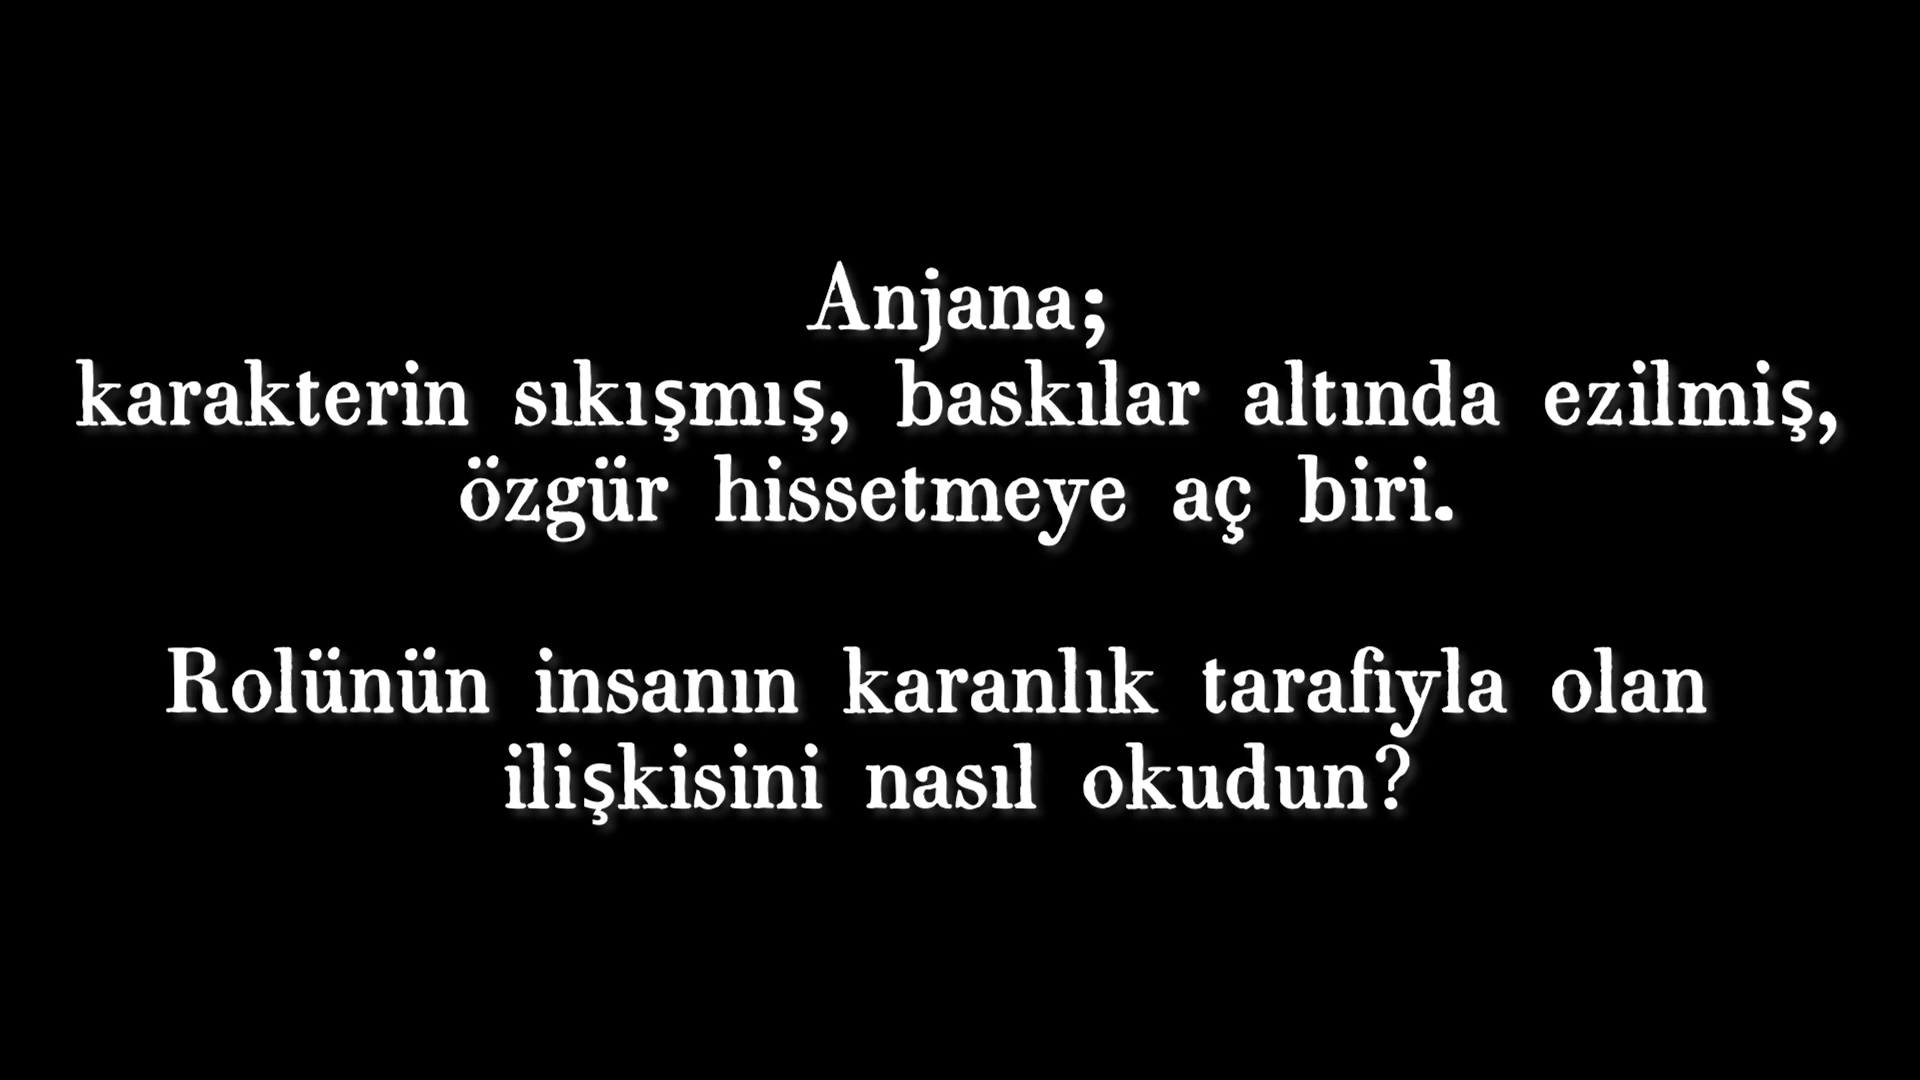 Anjana;
karakterin sıkışmış, baskılar altında ezilmiş,
özgür hissetmeye aç biri.
Rolünün insanın karanlık tarafıyla olan
ilişkisini nasıl okudun?